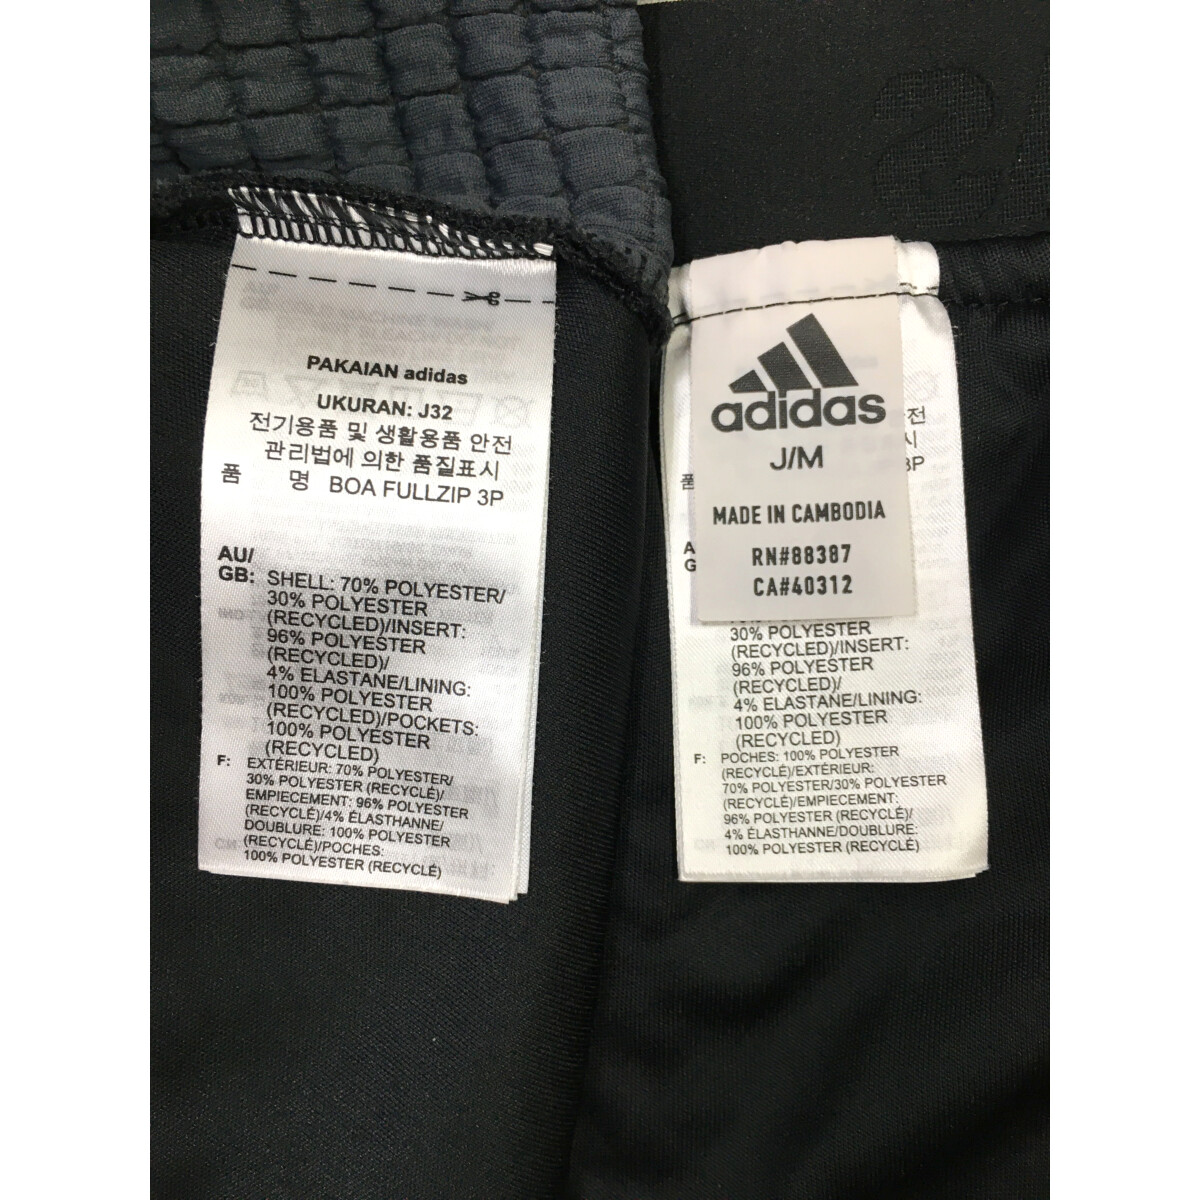 PAKAIAN adidas
UKURAN: J32
전기용품 및 생활용품 안전
관리법에 의한 품질표시
품 명 BOA FULLZIP 3P
AU/
GB: SHELL: 70% POLYESTER/
30% POLYESTER
(RECYCLED)/INSERT:
96% POLYESTER
(RECYCLED)/
4% ELASTANE/LINING:
100% POLYESTER
(RECYCLED)/POCKETS:
100% POLYESTER
(RECYCLED)
F: EXTÉRIEUR: 70% POLYESTER/
30% POLYESTER (RECYCLÉ)/
EMPIECEMENT: 96% POLYESTER
(RECYCLÉ)/4% ÉLASTHANNE/
DOUBLURE: 100% POLYESTER
(RECYCLÉ)/POCHES:
100% POLYESTER (RECYCLÉ)
adidas
J/M
MADE IN CAMBODIA
RN#88387
CA#40312
전
시
품
3P
A
G
30% POLYESTER
(RECYCLED)/INSERT:
96% POLYESTER
(RECYCLED)/
4% ELASTANE/LINING:
100% POLYESTER
(RECYCLED)
F: POCHES: 100% POLYESTER
(RECYCLÉ)/EXTÉRIEUR:
70% POLYESTER/30% POLYESTER
(RECYCLÉ)/EMPIECEMENT:
96% POLYESTER (RECYCLÉ)/
4% ÉLASTHANNE/DOUBLURE:
100% POLYESTER (RECYCLÉ)